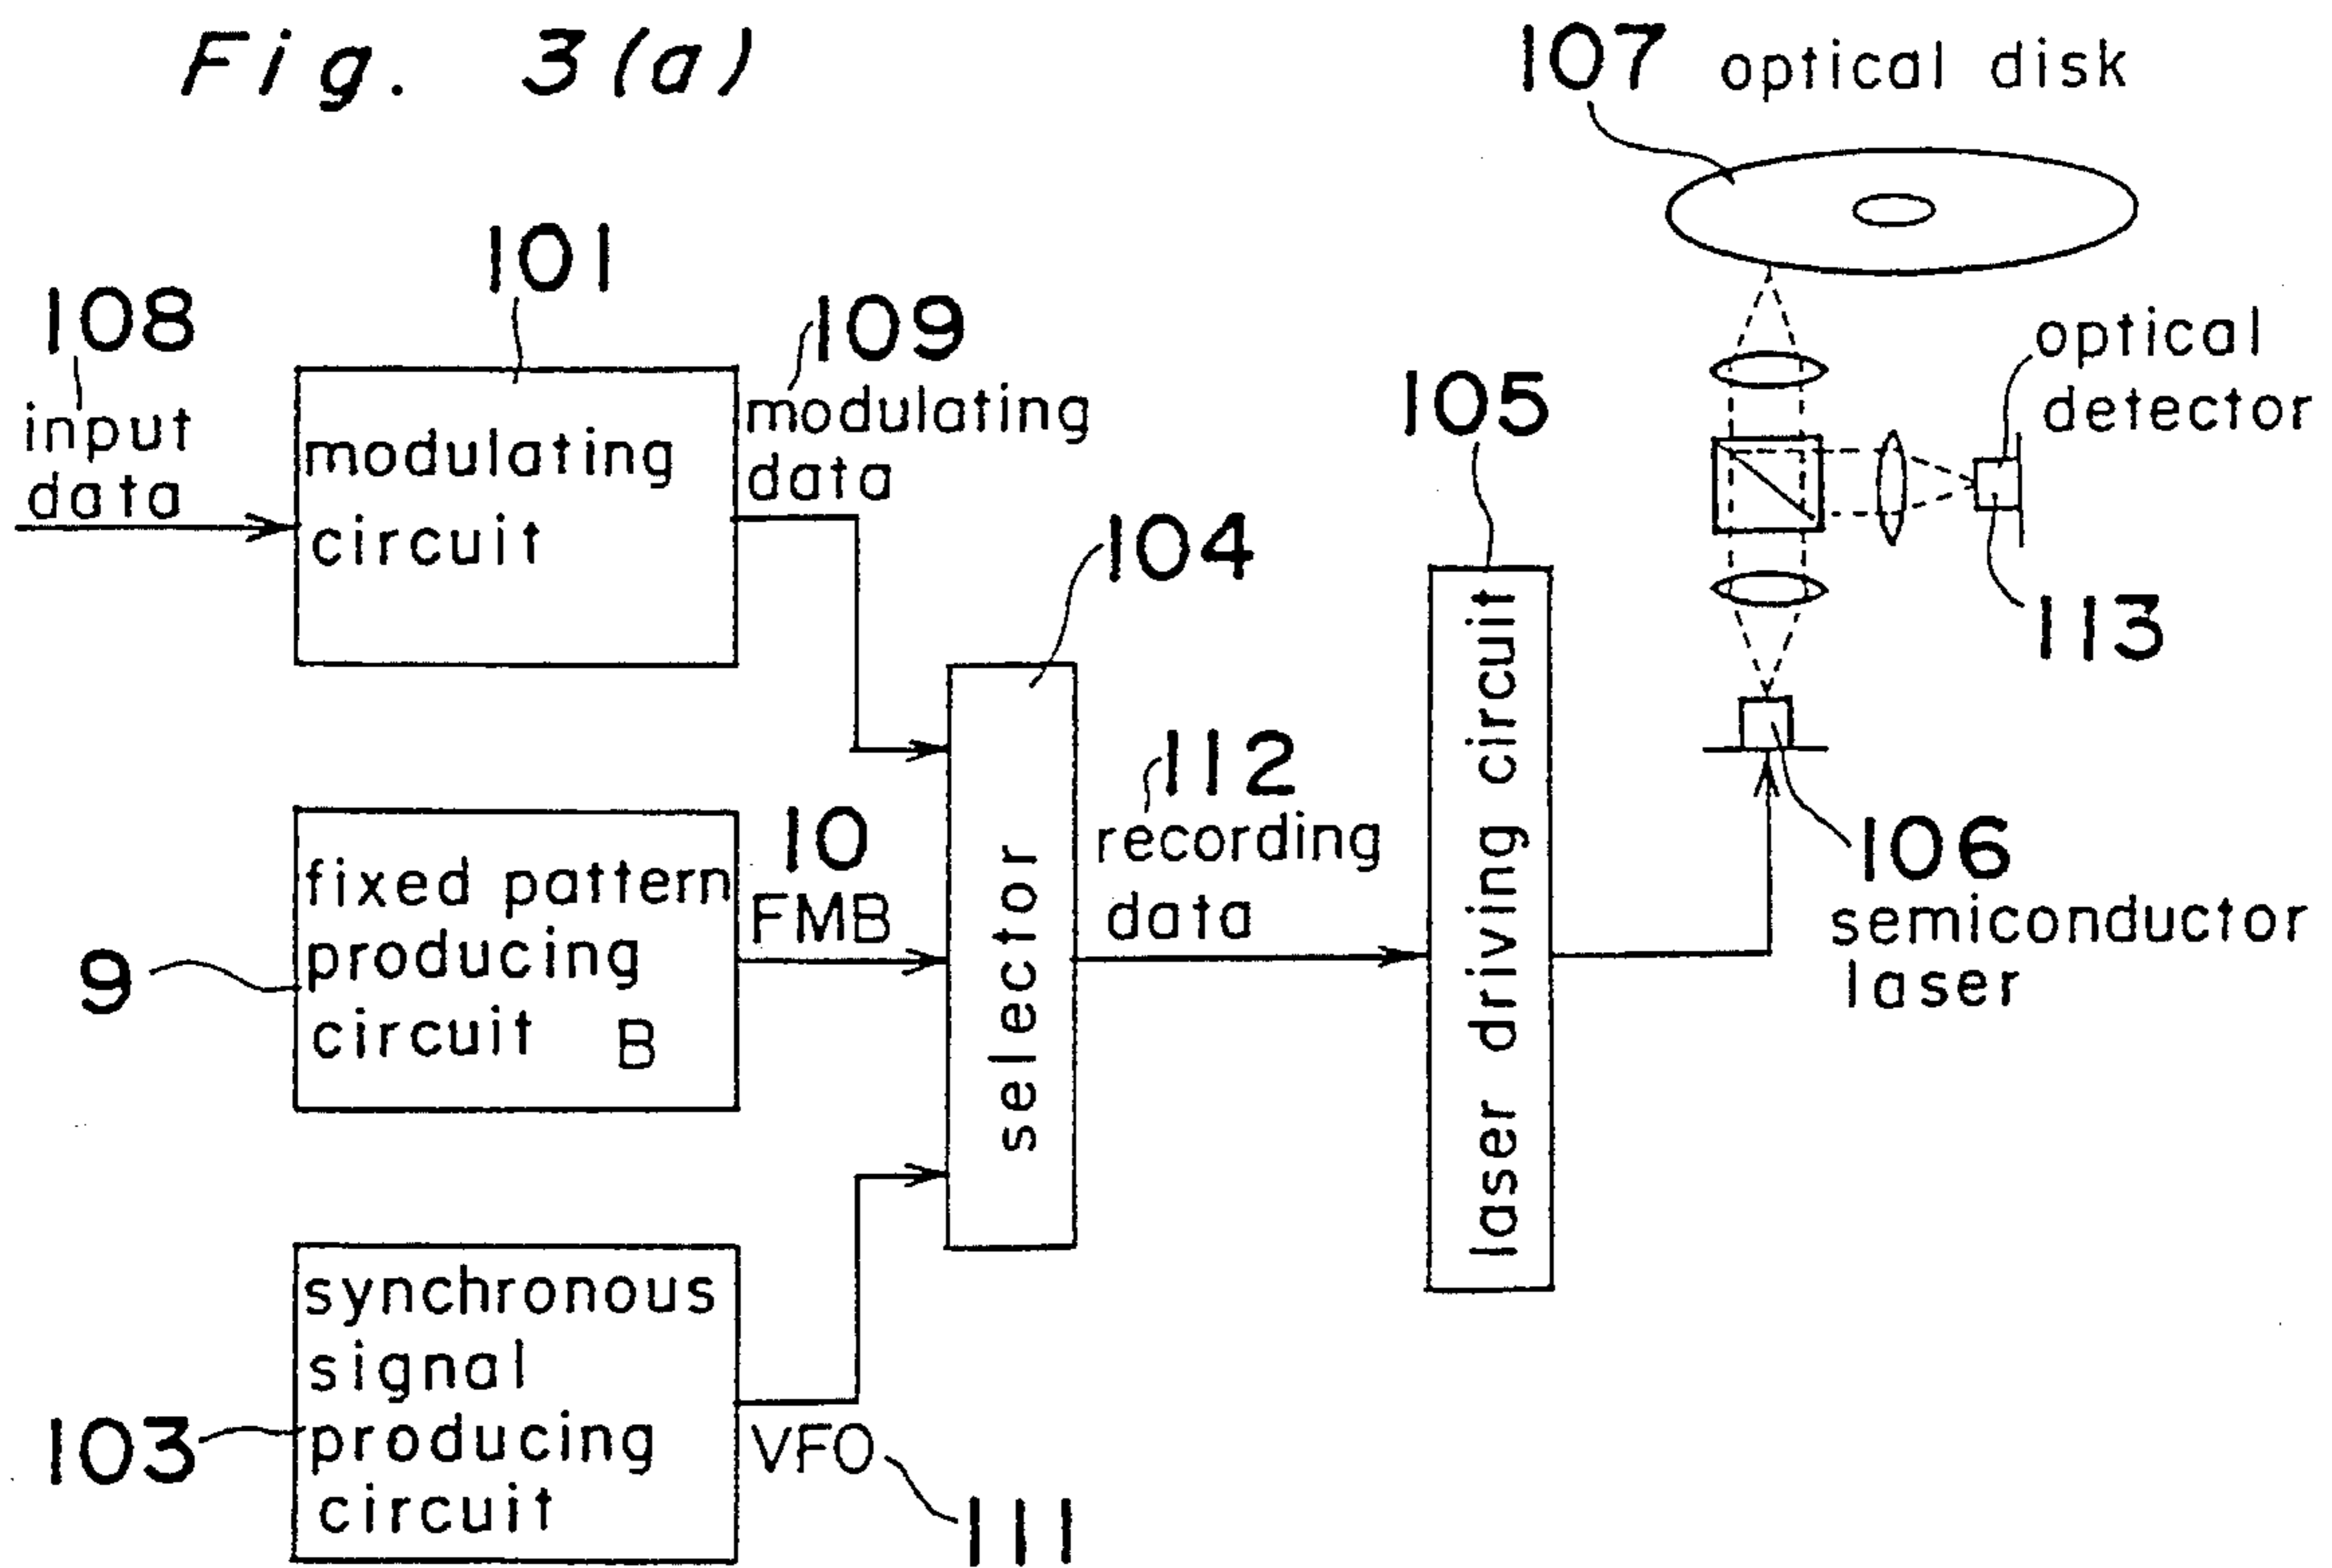 Fig. 3(a)
107 optical disk
101
108
109
input
data
modulating
circuit
modulating
data
105
optical
detector
104
113
10
FMB
112
recording
data
106
semiconductor
laser
9
fixed pattern
producing
circuit B
selector
laser driving circuit
103
synchronous
signal
producing
circuit
VFO
111